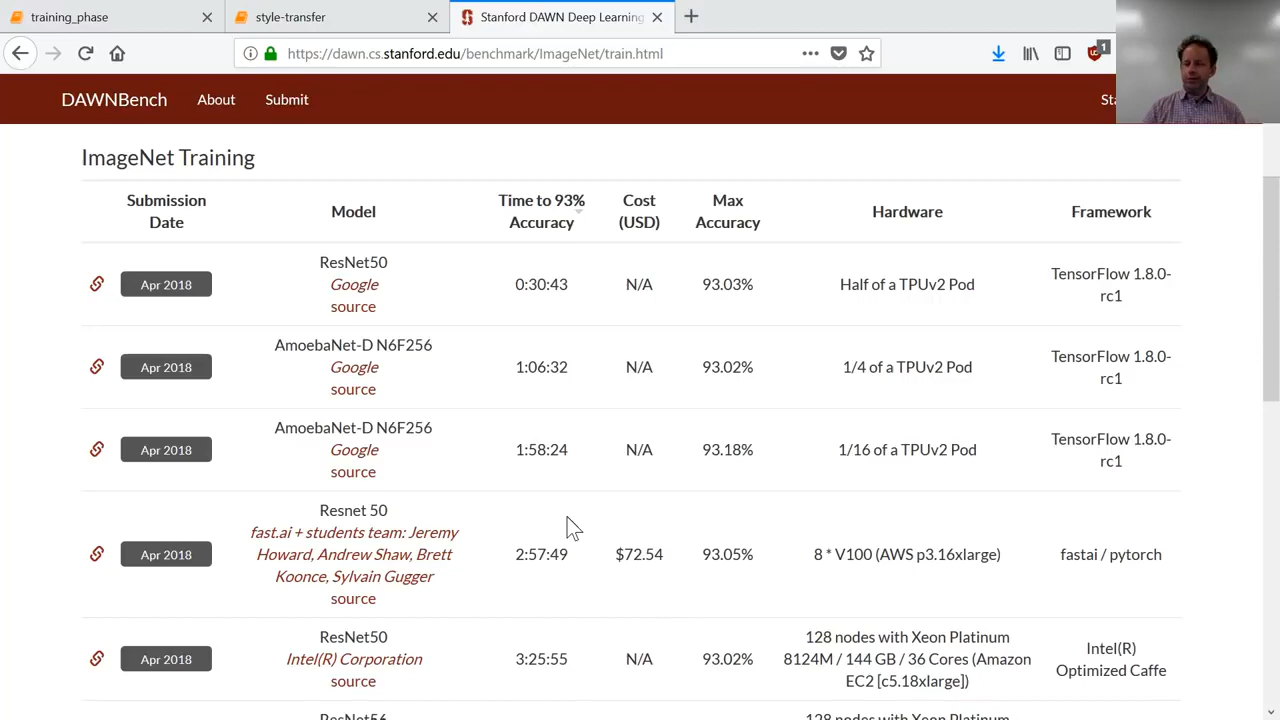 training_phase
style-transfer
Stanford DAWN Deep Learning
https://dawn.cs.stanford.edu/benchmark/ImageNet/train.html
1
DAWNBench
About
Submit
ImageNet Training
Submission Date
Model
Time to 93% Accuracy
Cost (USD)
Max Accuracy
Hardware
Framework
Apr 2018
ResNet50
Google
source
0:30:43
N/A
93.03%
Half of a TPUv2 Pod
TensorFlow 1.8.0-
rc1
Apr 2018
AmoebaNet-D N6F256
Google
source
1:06:32
N/A
93.02%
1/4 of a TPUv2 Pod
TensorFlow 1.8.0-
rc1
Apr 2018
AmoebaNet-D N6F256
Google
source
1:58:24
N/A
93.18%
1/16 of a TPUv2 Pod
TensorFlow 1.8.0-
rc1
Apr 2018
Resnet 50
fast.ai + students team: Jeremy
Howard, Andrew Shaw, Brett
Koonce, Sylvain Gugger
source
2:57:49
$72.54
93.05%
8 * V100 (AWS p3.16xlarge)
fastai / pytorch
Apr 2018
ResNet50
Intel(R) Corporation
source
3:25:55
N/A
93.02%
128 nodes with Xeon Platinum
8124M / 144 GB / 36 Cores (Amazon
EC2 [c5.18xlarge])
Intel(R)
Optimized Caffe
ResNet56
128 nodes with Xeon Platinum